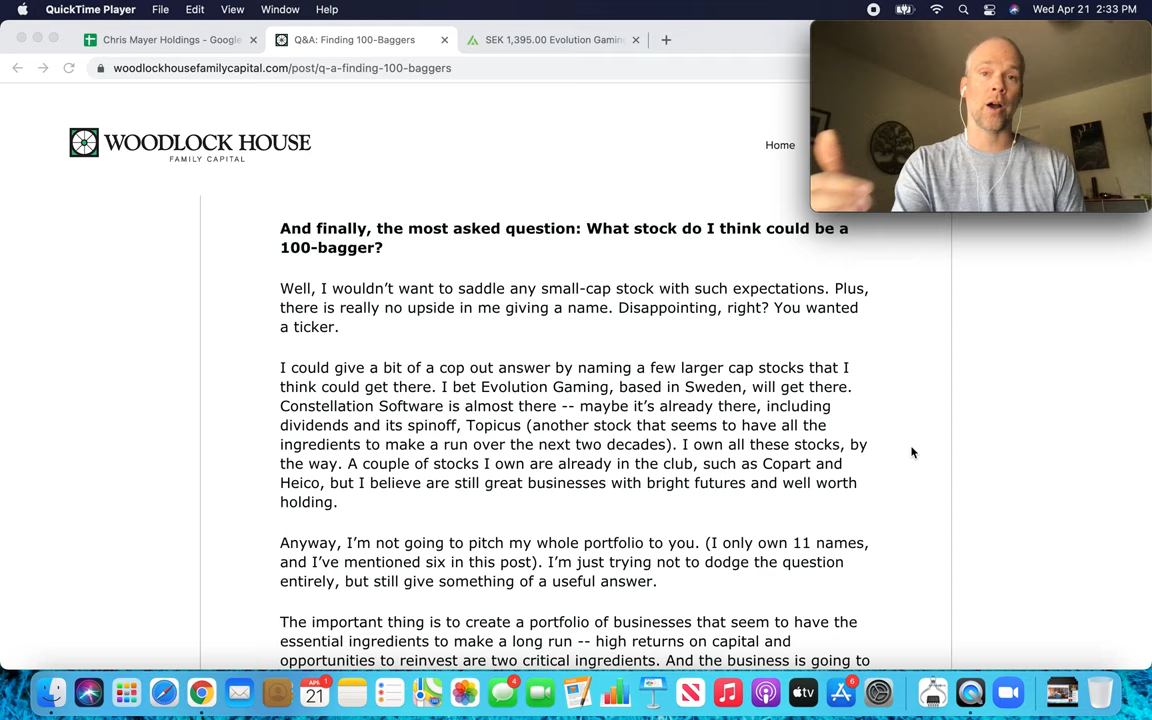 QuickTime Player File Edit View Window Help Wed Apr 21 2:33 PM
Chris Mayer Holdings - Google
Q&A: Finding 100-Baggers
SEK 1,395.00 Evolution Gaming
woodlockhousefamilycapital.com/post/q-a-finding-100-baggers
WOODLOCK HOUSE
FAMILY CAPITAL
Home
And finally, the most asked question: What stock do I think could be a
100-bagger?
Well, I wouldn't want to saddle any small-cap stock with such expectations. Plus,
there is really no upside in me giving a name. Disappointing, right? You wanted
a ticker.
I could give a bit of a cop out answer by naming a few larger cap stocks that I
think could get there. I bet Evolution Gaming, based in Sweden, will get there.
Constellation Software is almost there -- maybe it's already there, including
dividends and its spinoff, Topicus (another stock that seems to have all the
ingredients to make a run over the next two decades). I own all these stocks, by
the way. A couple of stocks I own are already in the club, such as Copart and
Heico, but I believe are still great businesses with bright futures and well worth
holding.
Anyway, I'm not going to pitch my whole portfolio to you. (I only own 11 names,
and I've mentioned six in this post). I'm just trying not to dodge the question
entirely, but still give something of a useful answer.
The important thing is to create a portfolio of businesses that seem to have the
essential ingredients to make a long run -- high returns on capital and
opportunities to reinvest are two critical ingredients. And the business is going to
APR
21
1
4
tv
6